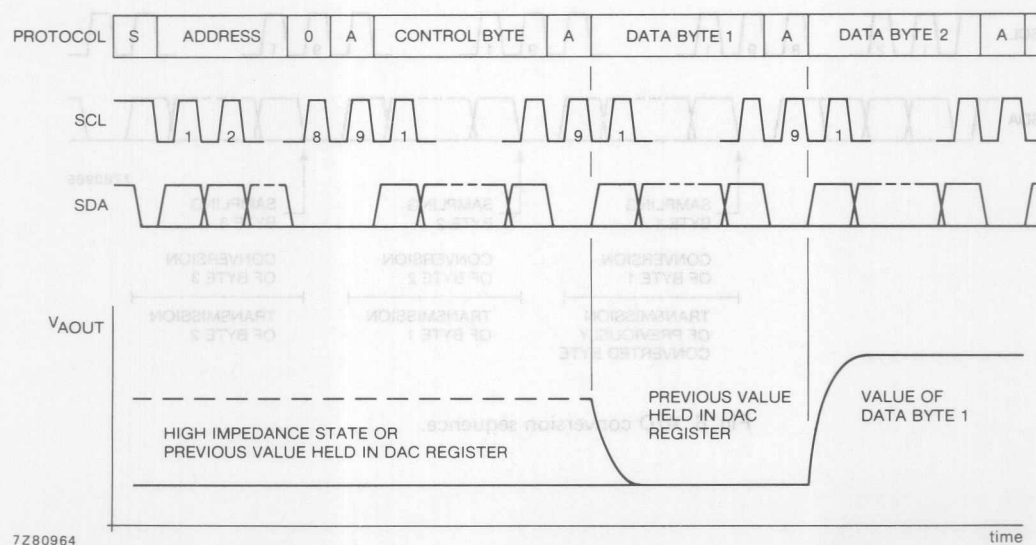 PROTOCOL S ADDRESS 0 A CONTROL BYTE A DATA BYTE 1 A DATA BYTE 2 A
SCL 1 2 8 9 1 9 1 9 1
SDA
VAOUT
PREVIOUS VALUE
HELD IN DAC
REGISTER
VALUE OF
DATA BYTE 1
HIGH IMPEDANCE STATE OR
PREVIOUS VALUE HELD IN DAC REGISTER
7Z80964
time